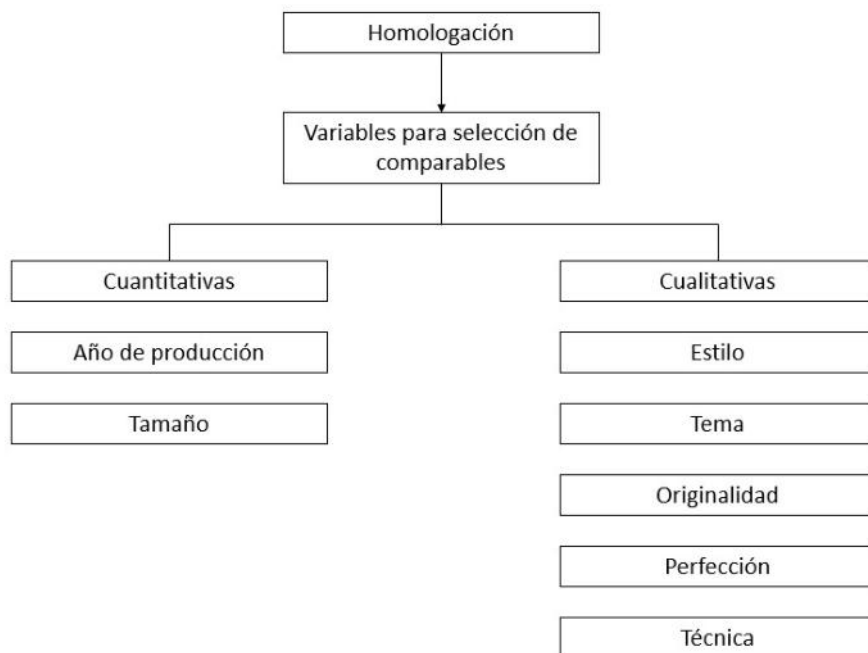 Homologación
Variables para selección de
comparables
Cuantitativas
Año de producción
Tamaño
Cualitativas
Estilo
Tema
Originalidad
Perfección
Técnica